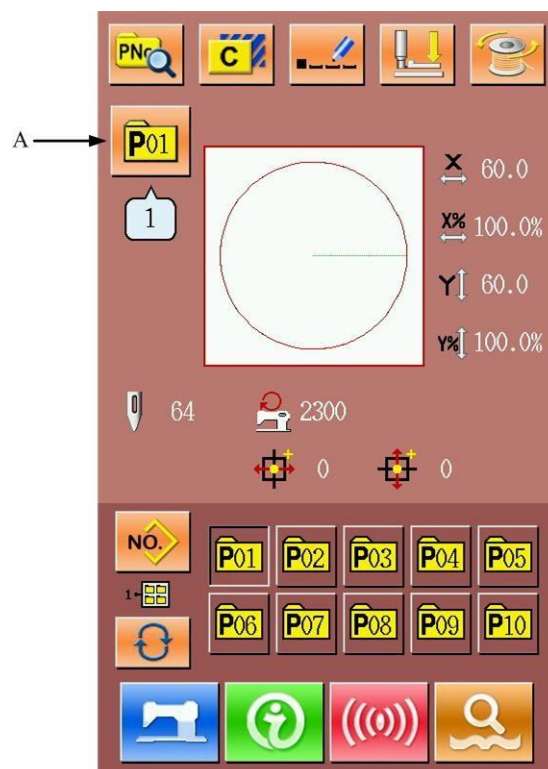 PNo. C
A
P01
1
X 60.0
X% 100.0%
Y 60.0
Y% 100.0%
64 2300
0 0
NO. P01 P02 P03 P04 P05
1-
P06 P07 P08 P09 P10